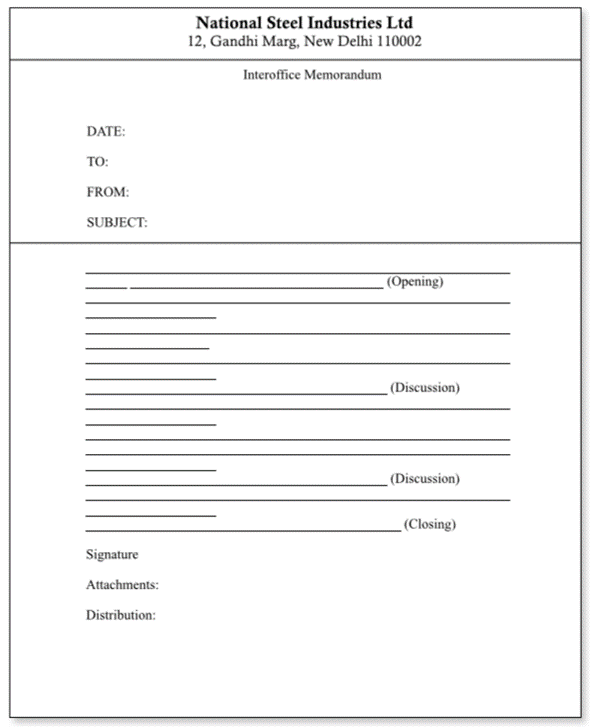 National Steel Industries Ltd
12, Gandhi Marg, New Delhi 110002
Interoffice Memorandum
DATE:
TO:
FROM:
SUBJECT:
(Opening)
(Discussion)
(Discussion)
(Closing)
Signature
Attachments:
Distribution: